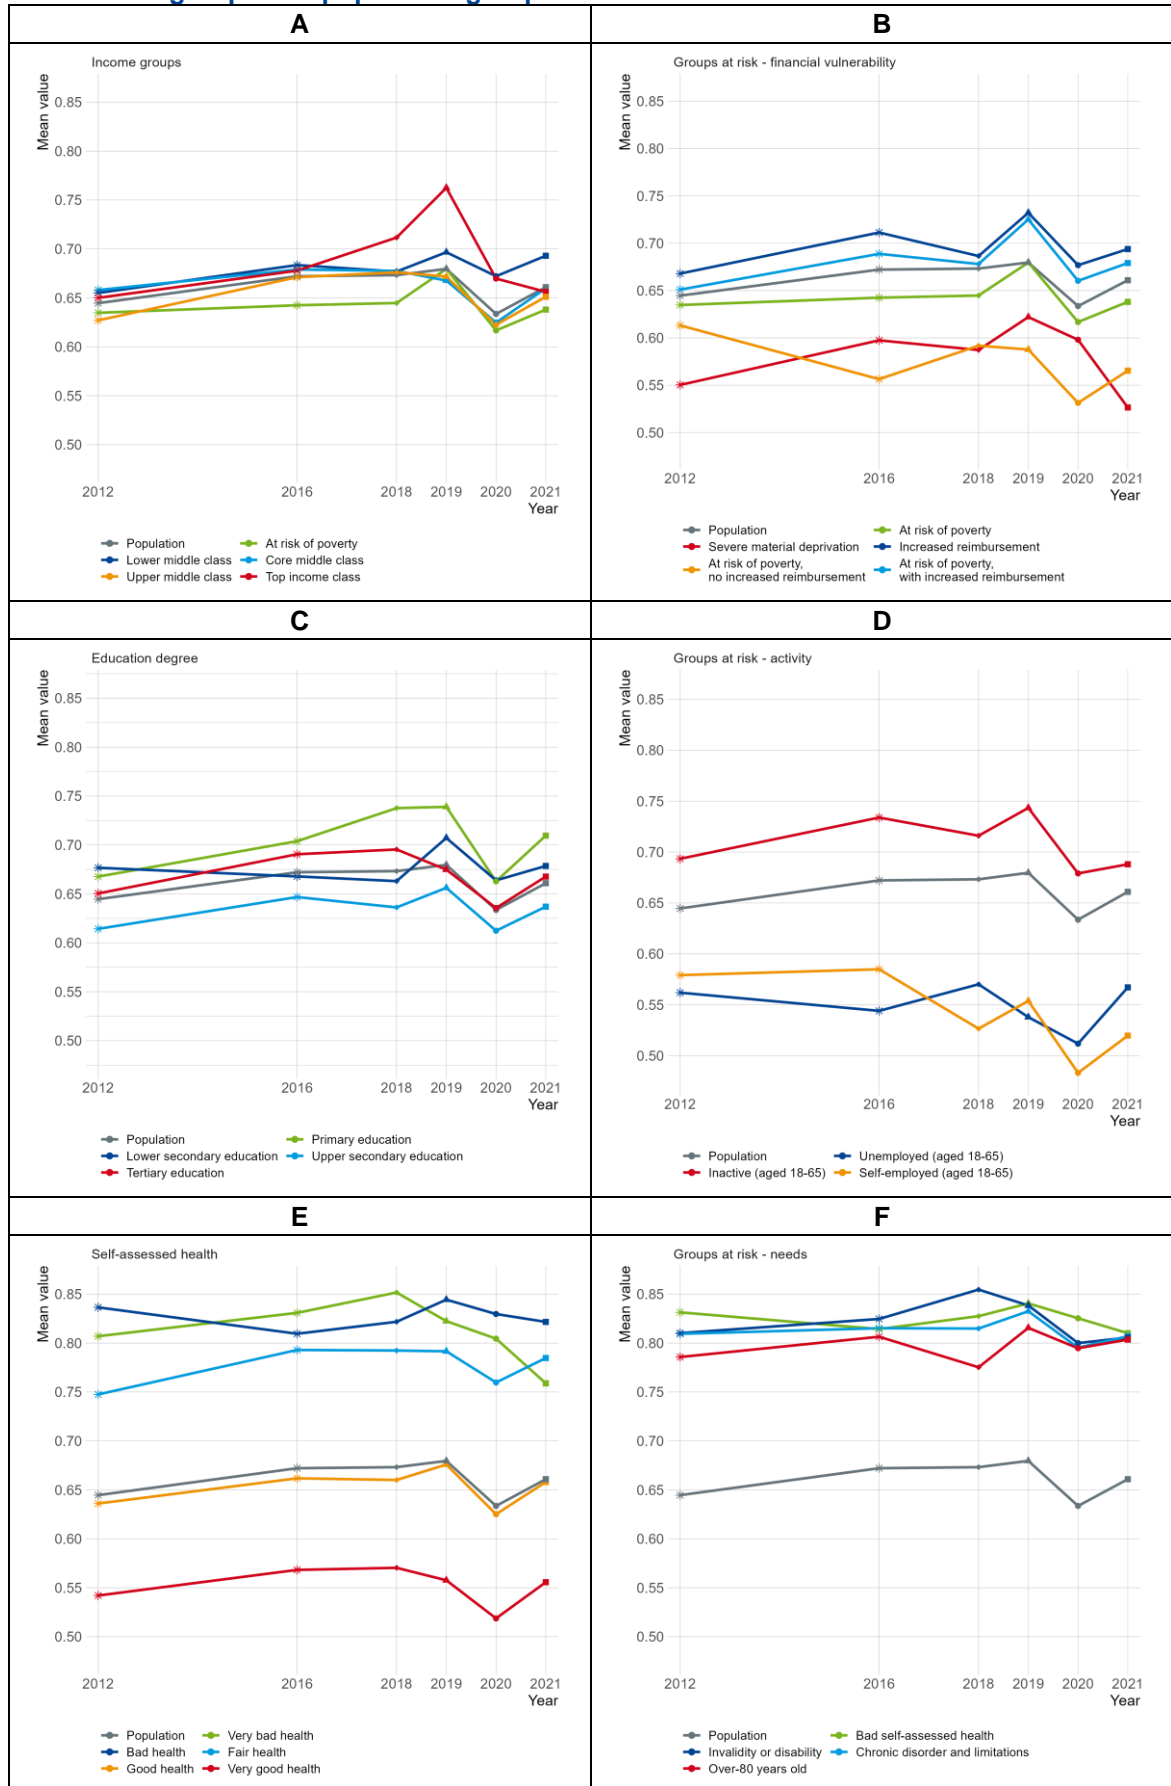 A
B
Income groups
Mean value
0.85
0.80
0.75
0.70
0.65
0.60
0.55
0.50
2012 2016 2018 2019 2020 2021
Year
Population At risk of poverty
Lower middle class Core middle class
Upper middle class Top income class
Groups at risk - financial vulnerability
Mean value
0.85
0.80
0.75
0.70
0.65
0.60
0.55
0.50
2012 2016 2018 2019 2020 2021
Year
Population At risk of poverty
Severe material deprivation Increased reimbursement
At risk of poverty, At risk of poverty,
no increased reimbursement with increased reimbursement
C
D
Education degree
Mean value
0.85
0.80
0.75
0.70
0.65
0.60
0.55
0.50
2012 2016 2018 2019 2020 2021
Year
Population Primary education
Lower secondary education Upper secondary education
Tertiary education
Groups at risk - activity
Mean value
0.85
0.80
0.75
0.70
0.65
0.60
0.55
0.50
2012 2016 2018 2019 2020 2021
Year
Population Unemployed (aged 18-65)
Inactive (aged 18-65) Self-employed (aged 18-65)
E
F
Self-assessed health
Mean value
0.85
0.80
0.75
0.70
0.65
0.60
0.55
0.50
2012 2016 2018 2019 2020 2021
Year
Population Very bad health
Bad health Fair health
Good health Very good health
Groups at risk - needs
Mean value
0.85
0.80
0.75
0.70
0.65
0.60
0.55
0.50
2012 2016 2018 2019 2020 2021
Year
Population Bad self-assessed health
Invalidity or disability Chronic disorder and limitations
Over-80 years old